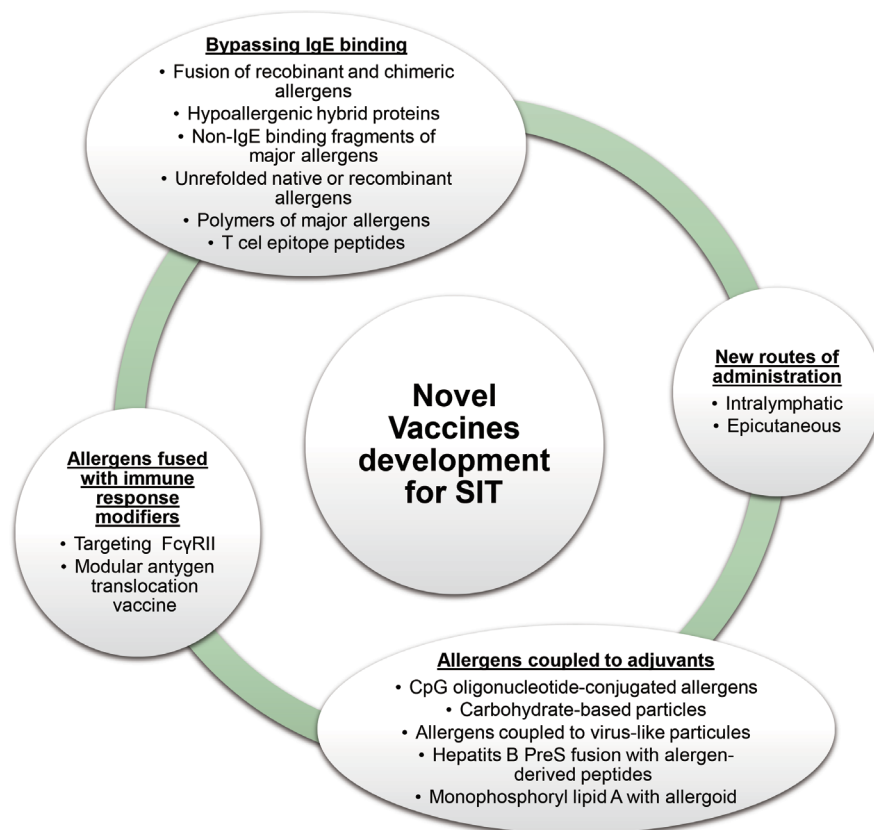 Bypassing IgE binding
• Fusion of recobinant and chimeric
allergens
• Hypoallergenic hybrid proteins
• Non-IgE binding fragments of
major allergens
• Unrefolded native or recombinant
allergens
• Polymers of major allergens
• T cel epitope peptides
New routes of
administration
• Intralymphatic
• Epicutaneous
Novel
Vaccines
development
for SIT
Allergens fused
with immune
response
modifiers
• Targeting FcγRII
• Modular antygen
translocation
vaccine
Allergens coupled to adjuvants
• CpG oligonucleotide-conjugated allergens
• Carbohydrate-based particles
• Allergens coupled to virus-like particules
• Hepatits B PreS fusion with alergen-
derived peptides
• Monophosphoryl lipid A with allergoid